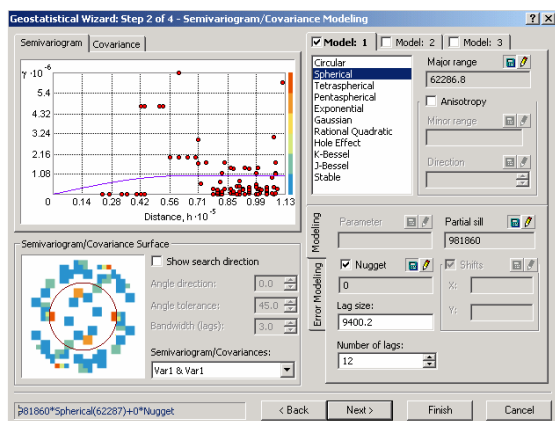 Geostatistical Wizard: Step 2 of 4 - Semivariogram/Covariance Modeling
Semivariogram
Covariance
γ ·10 -6
5.4
4.32
3.24
2.16
1.08
0 0.14 0.28 0.42 0.56 0.71 0.85 0.99 1.13
Distance, h ·10 -5
Semivariogram/Covariance Surface
Show search direction
Angle direction: 0.0
Angle tolerance: 45.0
Bandwidth (lags): 3.0
Semivariogram/Covariances:
Var1 & Var1
Model: 1
Model: 2
Model: 3
Circular
Spherical
Tetraspherical
Pentaspherical
Exponential
Gaussian
Rational Quadratic
Hole Effect
K-Bessel
J-Bessel
Stable
Major range
62286.8
Anisotropy
Minor range
Direction
Modeling
Error Modeling
Parameter
Partial sill
981860
Nugget
0
Shifts
X:
Y:
Lag size:
9400.2
Number of lags:
12
981860*Spherical(62287)+0*Nugget
< Back
Next >
Finish
Cancel